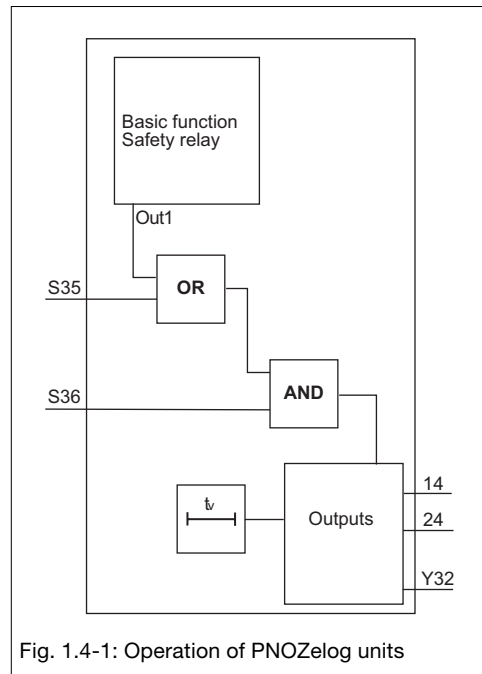 Basic function
Safety relay
Out1
S35
OR
S36
AND
14
tv
Outputs
24
Y32
Fig. 1.4-1: Operation of PNOZelog units